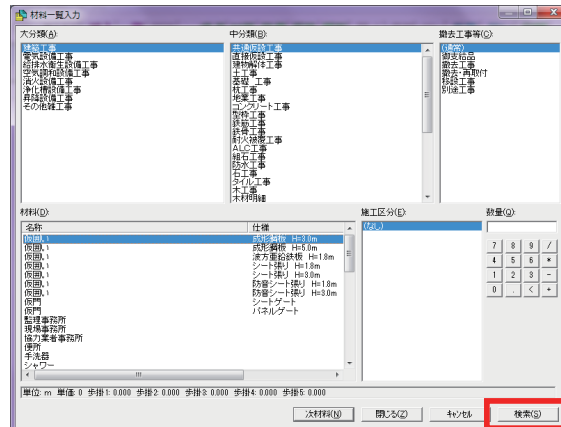 材料一覧入力
大分類(A):
建築工事
電気設備工事
給排水衛生設備工事
空気調和設備工事
消火設備工事
浄化槽設備工事
昇降設備工事
その他雑工事
中分類(B):
共通仮設工事
直接仮設工事
建物解体工事
土工事
基礎 工事
杭工事
地業工事
コンクリート工事
型枠工事
鉄筋工事
鉄骨工事
耐火被覆工事
ALC工事
組石工事
防水工事
石工事
タイル工事
木工事
木材明細
撤去工事等(C):
(通常)
御支給品
撤去工事
撤去・再取付
移設工事
別途工事
材料(D):
名称 仕様
仮囲い 成形鋼板 H=3.0m
仮囲い 成形鋼板 H=5.0m
仮囲い 波方亜鉛鉄板 H=1.8m
仮囲い シート張り H=1.8m
仮囲い シート張り H=3.0m
仮囲い 防音シート張り H=1.8m
仮囲い 防音シート張り H=3.0m
仮門 シートゲート
仮門 パネルゲート
監理事務所
現場事務所
協力業者事務所
便所
手洗器
シャワー
施工区分(E):
(なし)
数量(Q):
7 8 9 /
4 5 6 *
1 2 3 -
0 . < +
単位: m 単価: 0 歩掛1: 0.000 歩掛2: 0.000 歩掛3: 0.000 歩掛4: 0.000 歩掛5: 0.000
次材料(N) 閉じる(Z) キャンセル 検索(S)